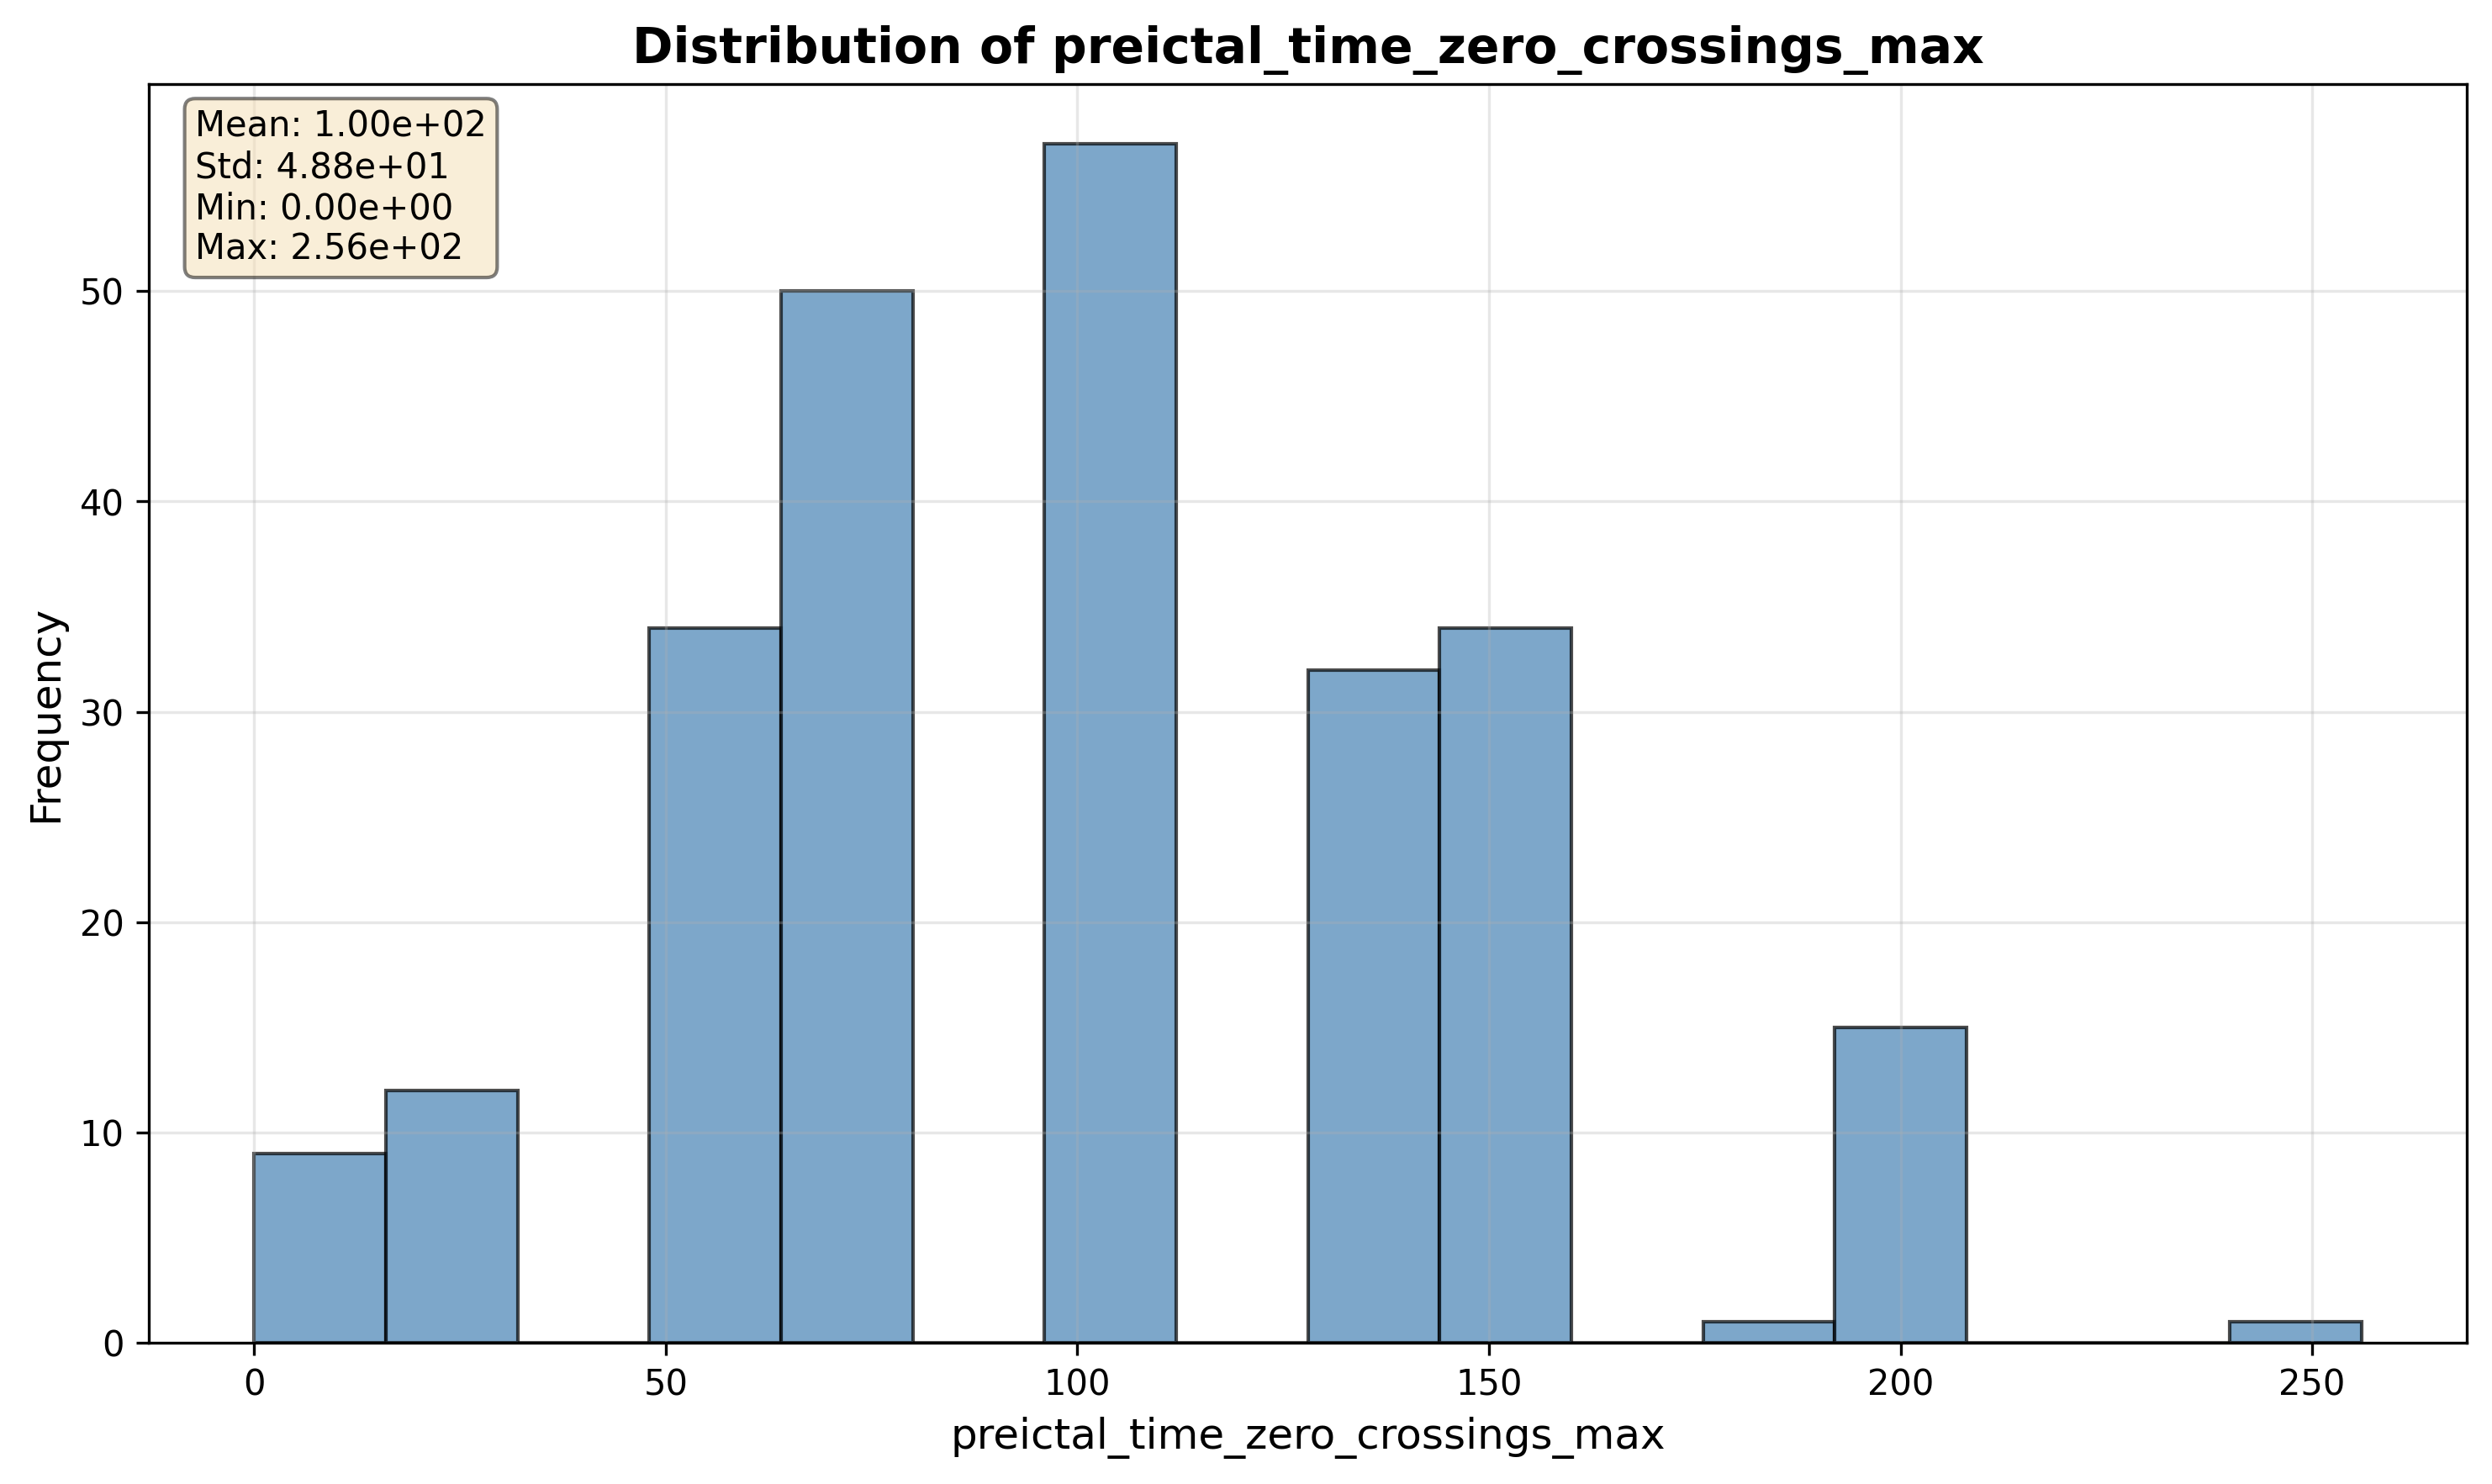 Distribution of preictal_time_zero_crossings_max
Mean: 1.00e+02
Std: 4.88e+01
Min: 0.00e+00
Max: 2.56e+02
50
40
30
20
10
0
Frequency
0 50 100 150 200 250
preictal_time_zero_crossings_max